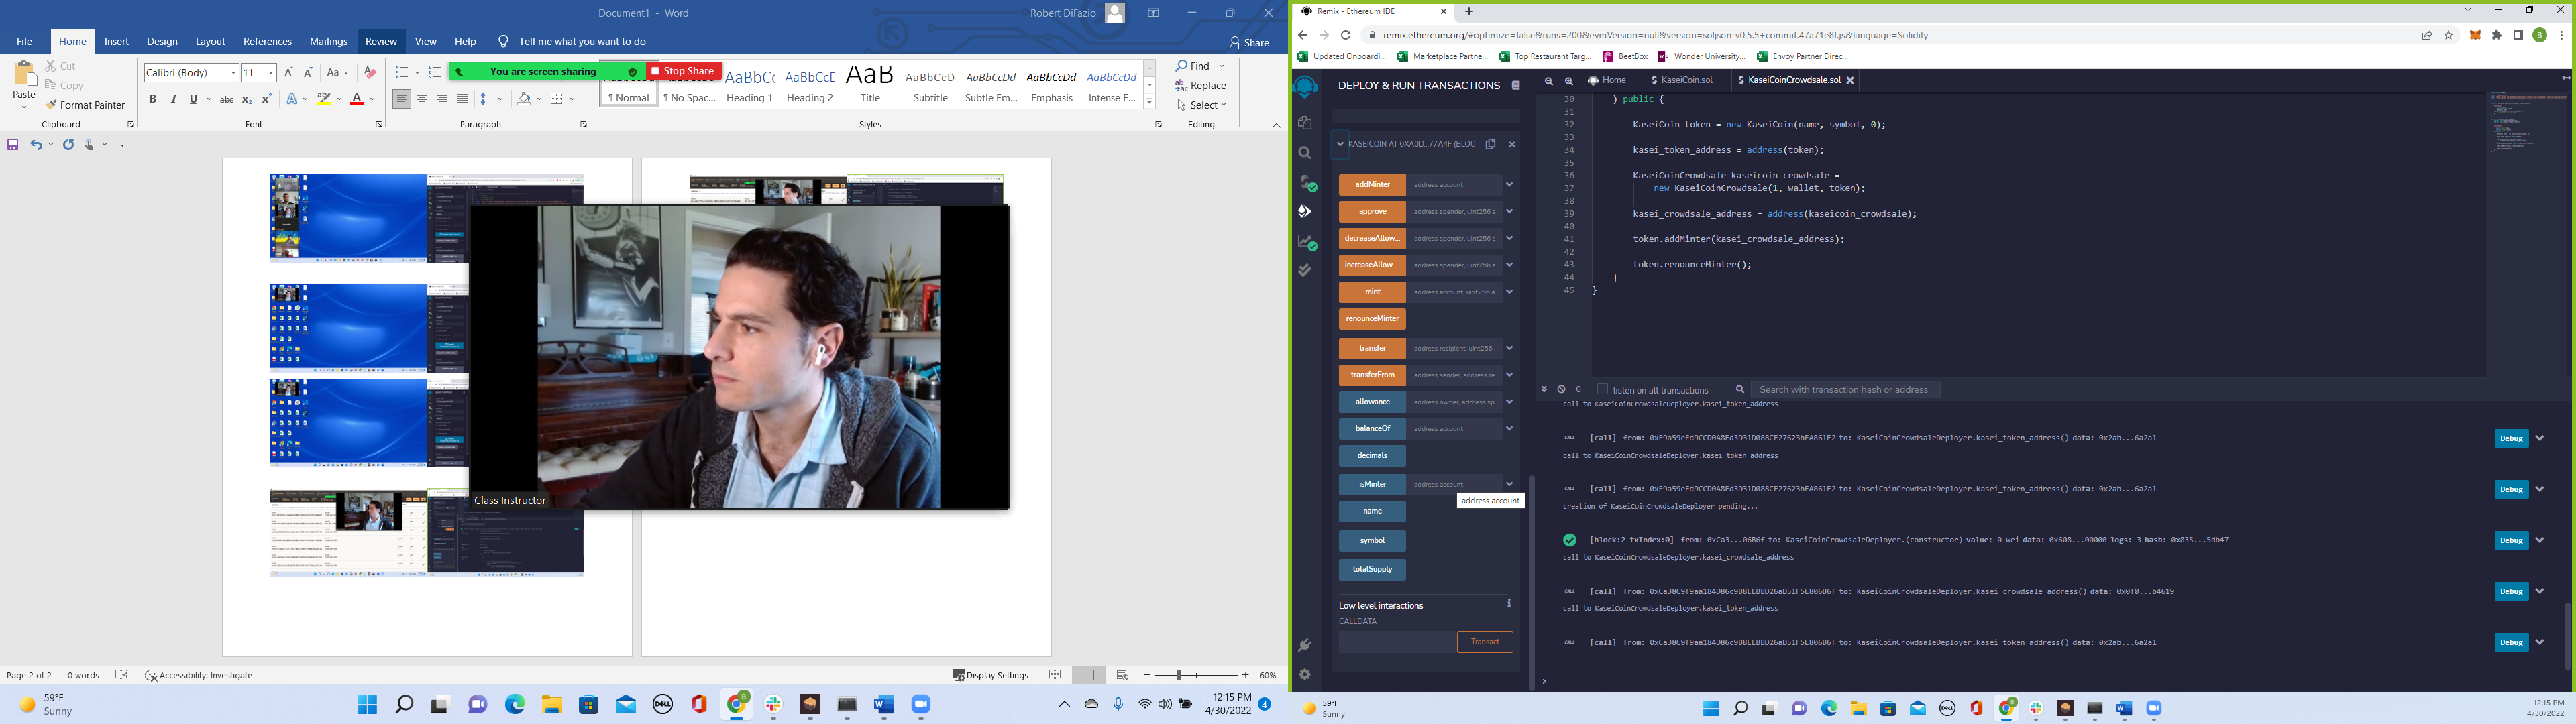 Document1 - Word
Robert DiFazio
File Home Insert Design Layout References Mailings Review View Help Tell me what you want to do
Share
Paste
Cut
Copy
Format Painter
Clipboard
Calibri (Body) 11
Font
You are screen sharing
Stop Share
Paragraph
¶ Normal
¶ No Spac...
AaBbCc
Heading 1
AaBbCcD
Heading 2
AaB
Title
AaBbCcD
Subtitle
AaBbCcDd
Subtle Em...
AaBbCcDd
Emphasis
AaBbCcDd
Intense E...
Styles
Find
Replace
Select
Editing
Class Instructor
Page 2 of 2 0 words Accessibility: Investigate
Display Settings
60%
59°F
Sunny
12:15 PM
4/30/2022
4
Remix - Ethereum IDE
remix.ethereum.org/#optimize=false&runs=200&evmVersion=null&version=soljson-v0.5.5+commit.47a71e8f.js&language=Solidity
Updated Onboardi... Marketplace Partne... Top Restaurant Targ... BeetBox Wonder University... Envoy Partner Direc...
DEPLOY & RUN TRANSACTIONS
Home KaseiCoin.sol KaseiCoinCrowdsale.sol
KASEICOIN AT 0XA0D...77A4F (BLOC
addMinter address account
approve address spender, uint256
decreaseAllow... address spender, uint256
increaseAllow... address spender, uint256
mint address account, uint256
renounceMinter
transfer address recipient, uint256
transferFrom address sender, address re
allowance address owner, address sp
balanceOf address account
decimals
isMinter address account
address account
name
symbol
totalSupply
Low level interactions
CALLDATA
Transact
30 ) public {
31
32 KaseiCoin token = new KaseiCoin(name, symbol, 0);
33
34 kasei_token_address = address(token);
35
36 KaseiCoinCrowdsale kaseicoin_crowdsale =
37 new KaseiCoinCrowdsale(1, wallet, token);
38
39 kasei_crowdsale_address = address(kaseicoin_crowdsale);
40
41 token.addMinter(kasei_crowdsale_address);
42
43 token.renounceMinter();
44 }
45 }
0 listen on all transactions Search with transaction hash or address
call to KaseiCoinCrowdsaleDeployer.kasei_token_address
CALL [call] from: 0xE9a59eEd9CCD0A8Fd3D31D088CE27623bFA861E2 to: KaseiCoinCrowdsaleDeployer.kasei_token_address() data: 0x2ab...6a2a1 Debug
call to KaseiCoinCrowdsaleDeployer.kasei_token_address
CALL [call] from: 0xE9a59eEd9CCD0A8Fd3D31D088CE27623bFA861E2 to: KaseiCoinCrowdsaleDeployer.kasei_token_address() data: 0x2ab...6a2a1 Debug
creation of KaseiCoinCrowdsaleDeployer pending...
[block:2 txIndex:0] from: 0xCa3...06B6f to: KaseiCoinCrowdsaleDeployer.(constructor) value: 0 wei data: 0x608...00000 logs: 3 hash: 0x835...5db47 Debug
call to KaseiCoinCrowdsaleDeployer.kasei_crowdsale_address
CALL [call] from: 0xCa38C9f9aa184D86c9B8EEBBD26aD51F5E806B6f to: KaseiCoinCrowdsaleDeployer.kasei_crowdsale_address() data: 0x0f0...b4619 Debug
call to KaseiCoinCrowdsaleDeployer.kasei_token_address
CALL [call] from: 0xCa38C9f9aa184D86c9B8EEBBD26aD51F5E806B6f to: KaseiCoinCrowdsaleDeployer.kasei_token_address() data: 0x2ab...6a2a1 Debug
59°F
Sunny
12:15 PM
4/30/2022